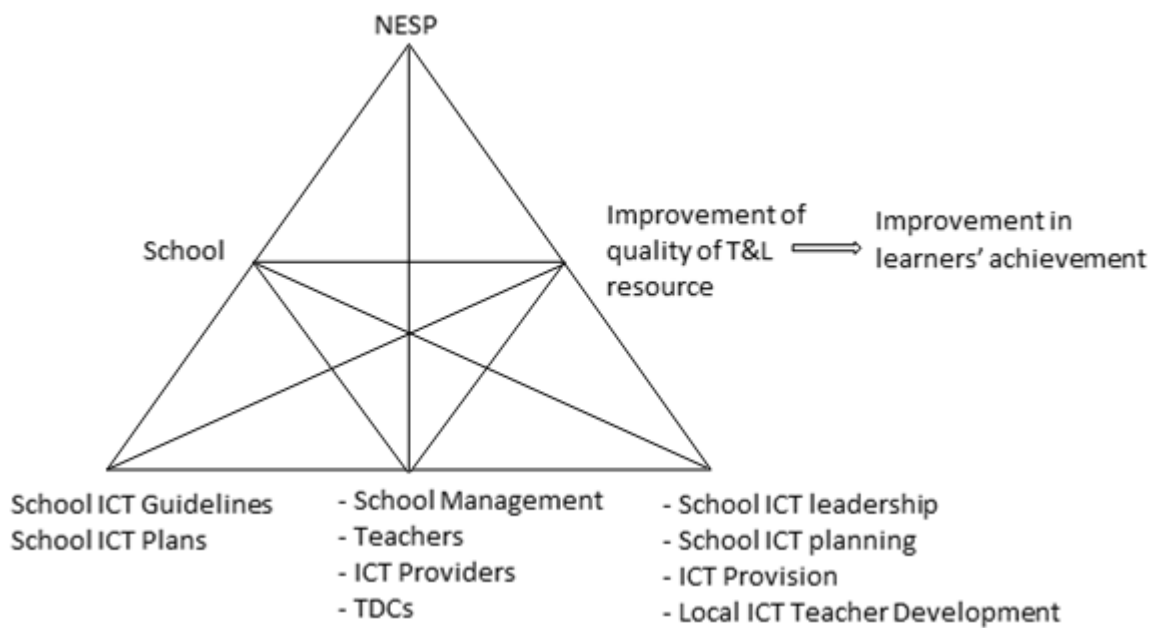 NESP
School
Improvement of
quality of T&L
resource
Improvement in
learners’ achievement
School ICT Guidelines
School ICT Plans
- School Management
- Teachers
- ICT Providers
- TDCs
- School ICT leadership
- School ICT planning
- ICT Provision
- Local ICT Teacher Development